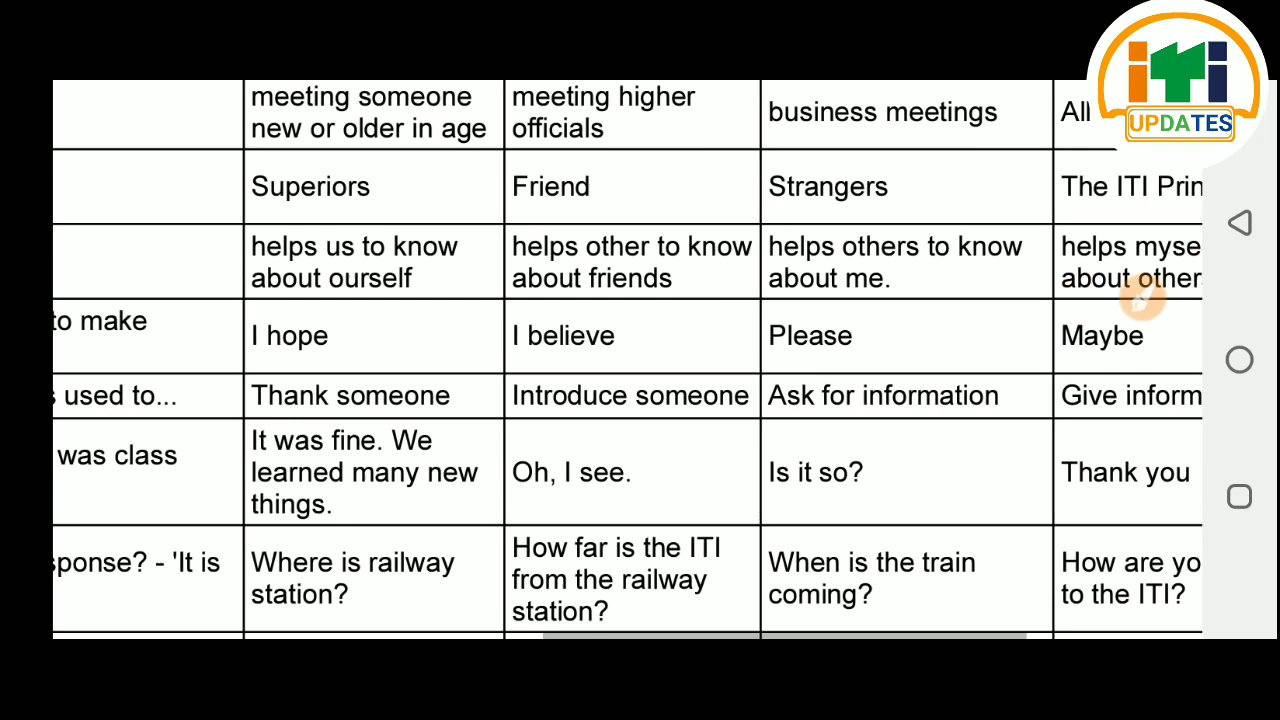 meeting someone
new or older in age
meeting higher
officials
business meetings
All
Superiors
Friend
Strangers
The ITI Prin
helps us to know
about ourself
helps other to know
about friends
helps others to know
about me.
helps myse
about other
to make
I hope
I believe
Please
Maybe
s used to...
Thank someone
Introduce someone
Ask for information
Give inform
was class
It was fine. We
learned many new
things.
Oh, I see.
Is it so?
Thank you
sponse? - 'It is
Where is railway
station?
How far is the ITI
from the railway
station?
When is the train
coming?
How are yo
to the ITI?
iTi
UPDATES